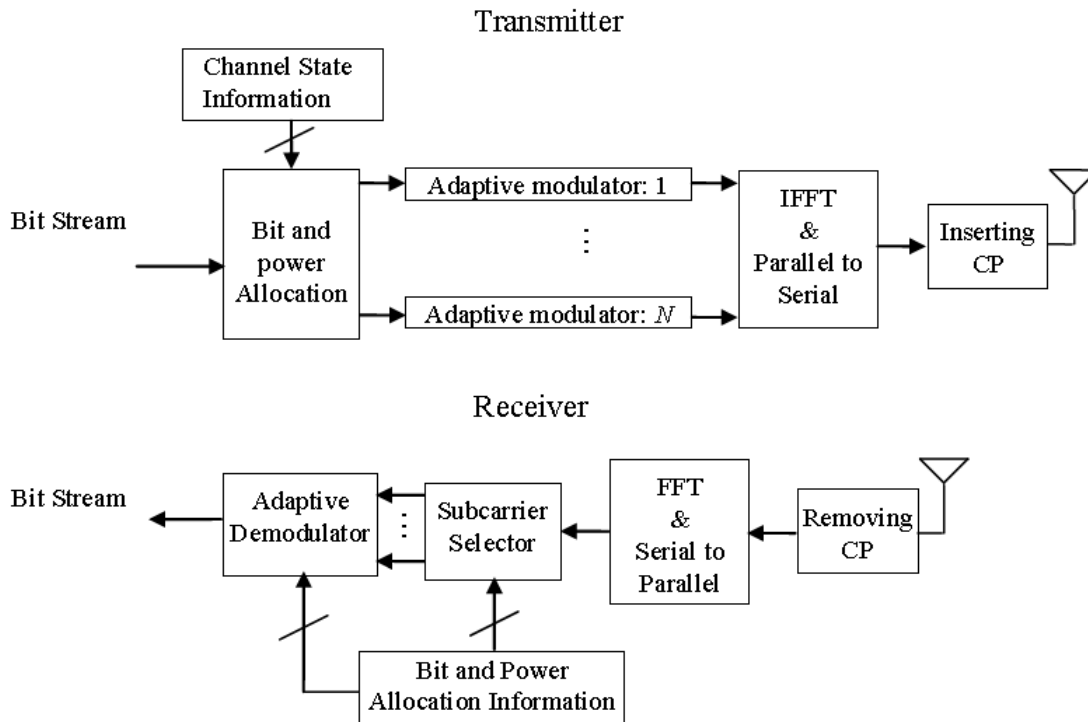 Transmitter
Channel State
Information
Bit Stream
Bit and
power
Allocation
Adaptive modulator: 1
Adaptive modulator: N
IFFT
&
Parallel to
Serial
Inserting
CP
Receiver
Bit Stream
Adaptive
Demodulator
Subcarrier
Selector
FFT
&
Serial to
Parallel
Removing
CP
Bit and Power
Allocation Information